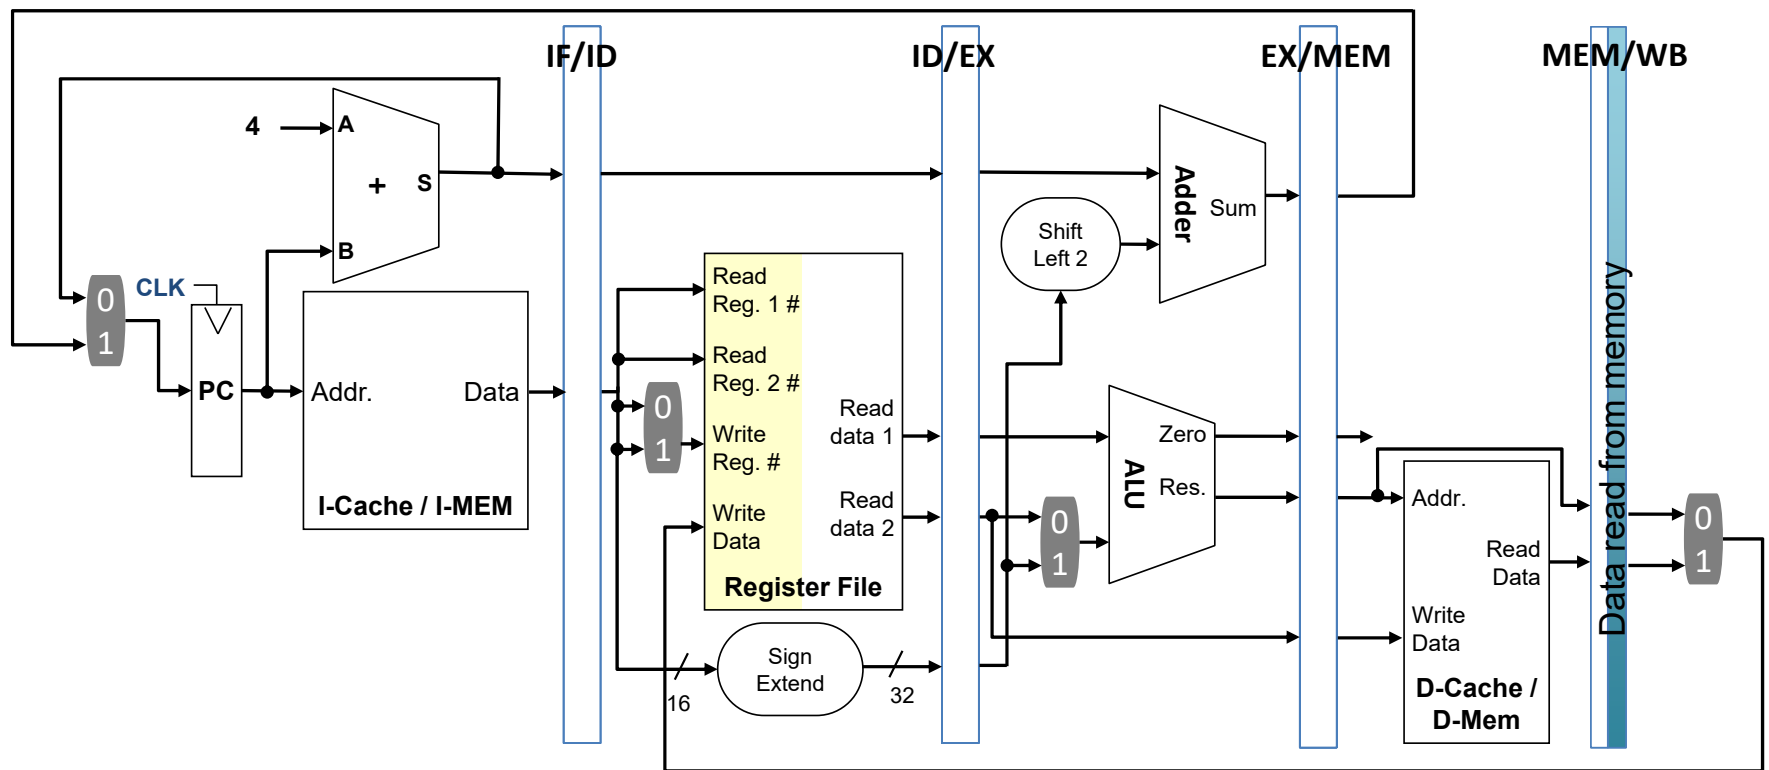 IF/ID
ID/EX
EX/MEM
MEM/WB
4
A
+
S
B
Adder
Sum
Shift
Left 2
CLK
0
1
PC
Addr.
Data
I-Cache / I-MEM
Read
Reg. 1 #
Read
Reg. 2 #
0
1
Write
Reg. #
Write
Data
Read
data 1
Read
data 2
Register File
Sign
Extend
16
32
0
1
ALU
Zero
Res.
Addr.
Read
Data
Write
Data
D-Cache /
D-Mem
Data read from memory
0
1